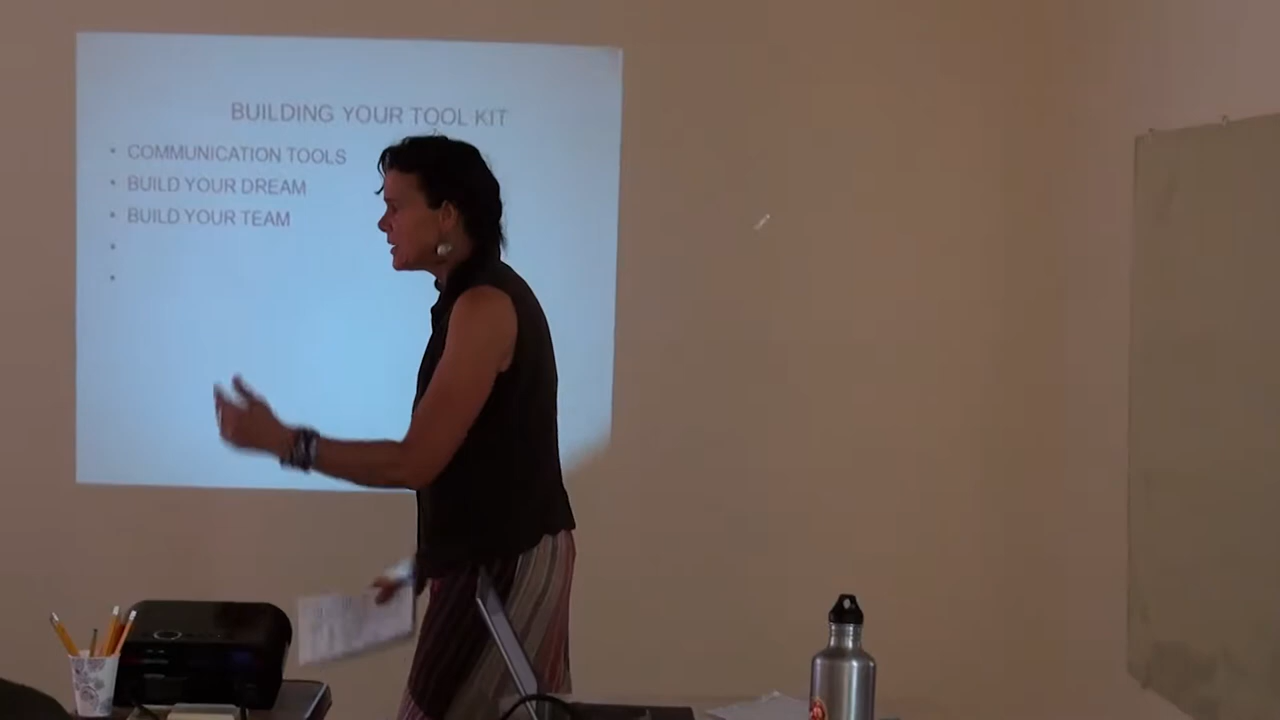 BUILDING YOUR TOOL KIT
• COMMUNICATION TOOLS
• BUILD YOUR DREAM
• BUILD YOUR TEAM
•
•